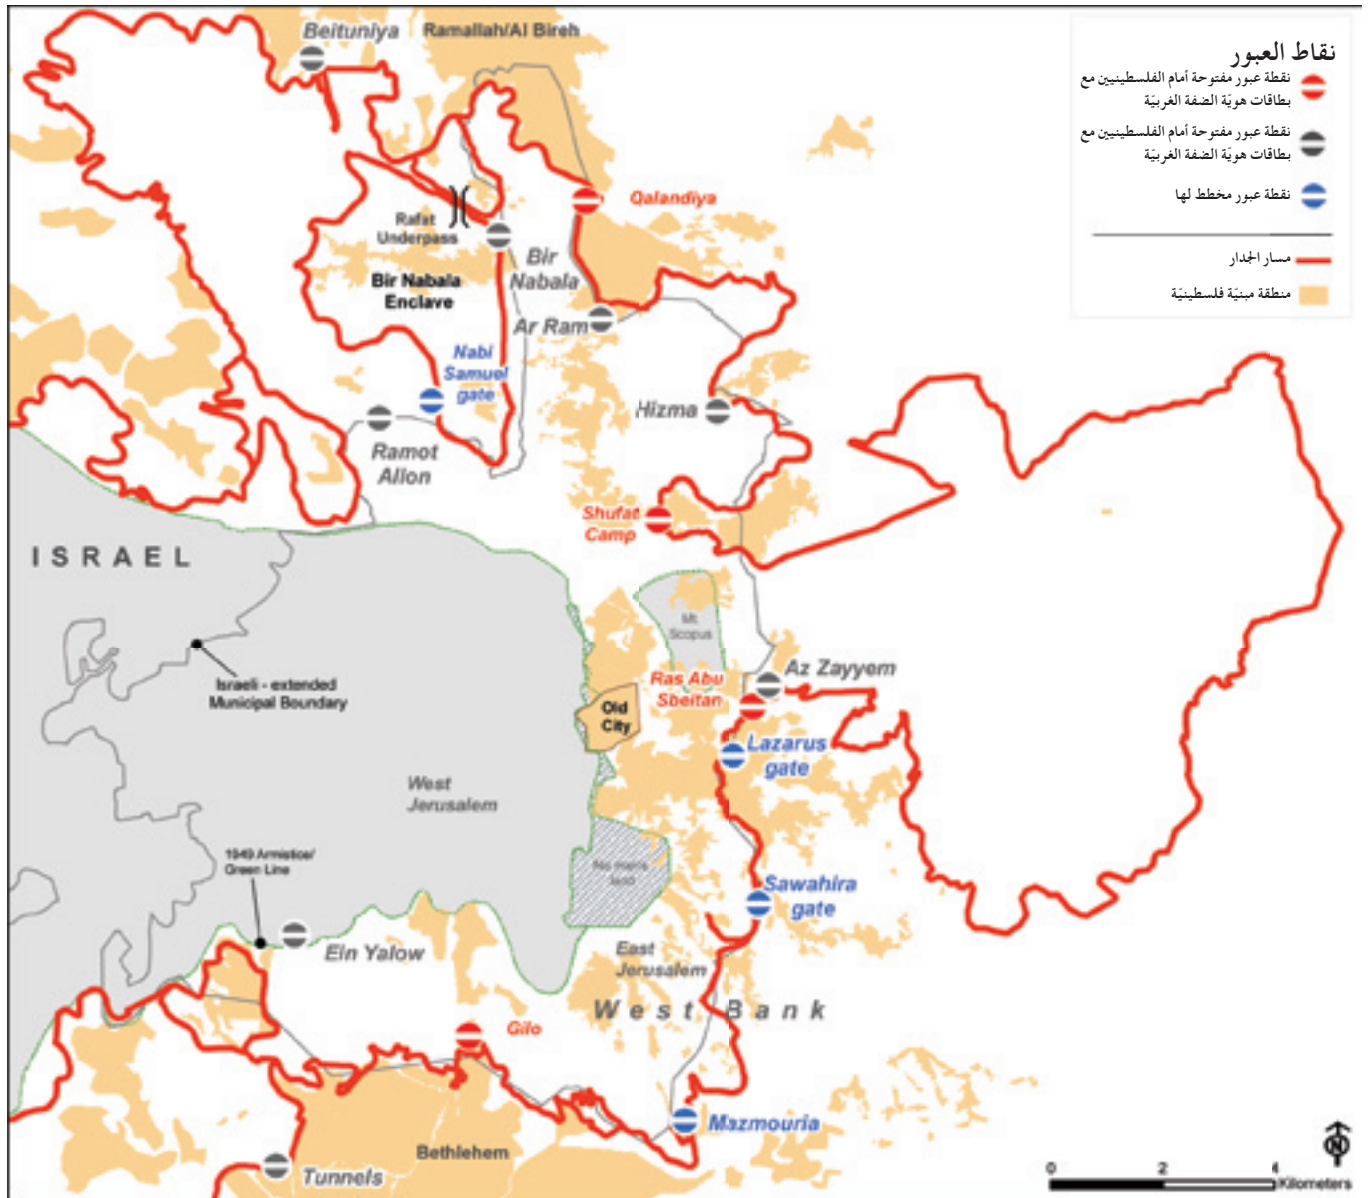 Beituniya
Ramallah/Al Bireh
نقاط العبور
نقطة عبور مفتوحة أمام الفلسطينيين مع
بطاقات هويّة الضفة الغربيّة
نقطة عبور مفتوحة أمام الفلسطينيين مع
بطاقات هويّة الضفة الغربيّة
نقطة عبور مخطط لها
مسار الجدار
منطقة مبنيّة فلسطينيّة
Qalandiya
Rafat
Underpass
Bir
Nabala
Bir Nabala
Enclave
Ar Ram
Nabi
Samuel
gate
Hizma
Ramot
Allon
Shufat
Camp
ISRAEL
Mt.
Scopus
Israeli - extended
Municipal Boundary
Ras Abu
Sbeitan
Az Zayyem
Old
City
Lazarus
gate
West
Jerusalem
1949 Armistice/
Green Line
No man's
land
Sawahira
gate
Ein Yalow
East
Jerusalem
West Bank
Gilo
Mazmouria
Bethlehem
Tunnels
N
0 2 4
Kilometers